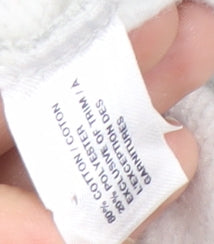 80% COTTON / COTON
20% POLYESTER
EXCLUSIVE OF TRIM / A
L'EXCEPTION DES
GARNITURES